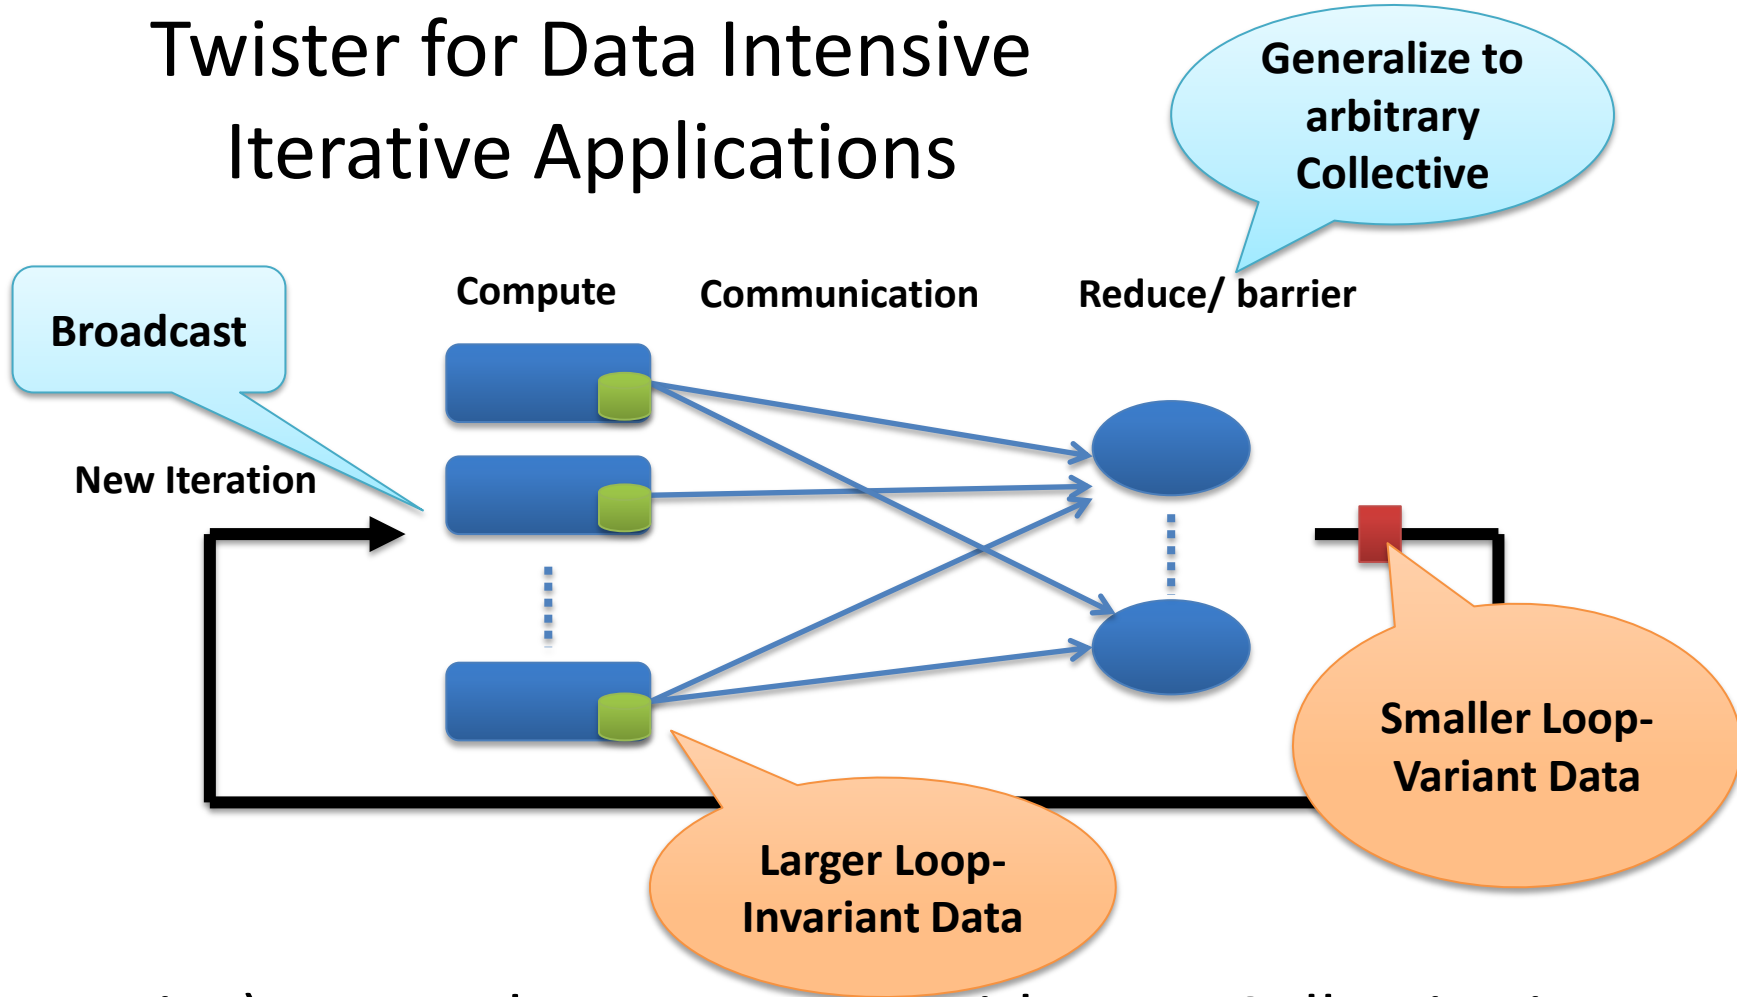 Twister for Data Intensive
Iterative Applications
Generalize to
arbitrary
Collective
Broadcast
Compute
Communication
Reduce/ barrier
New Iteration
Smaller Loop-
Variant Data
Larger Loop-
Invariant Data